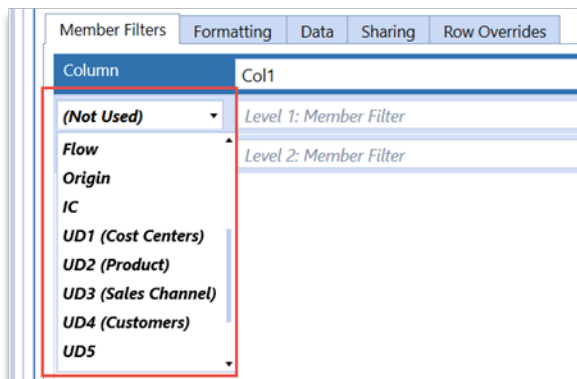 Member Filters Formatting Data Sharing Row Overrides
Column Col1
(Not Used) Level 1: Member Filter
Flow Level 2: Member Filter
Origin
IC
UD1 (Cost Centers)
UD2 (Product)
UD3 (Sales Channel)
UD4 (Customers)
UD5